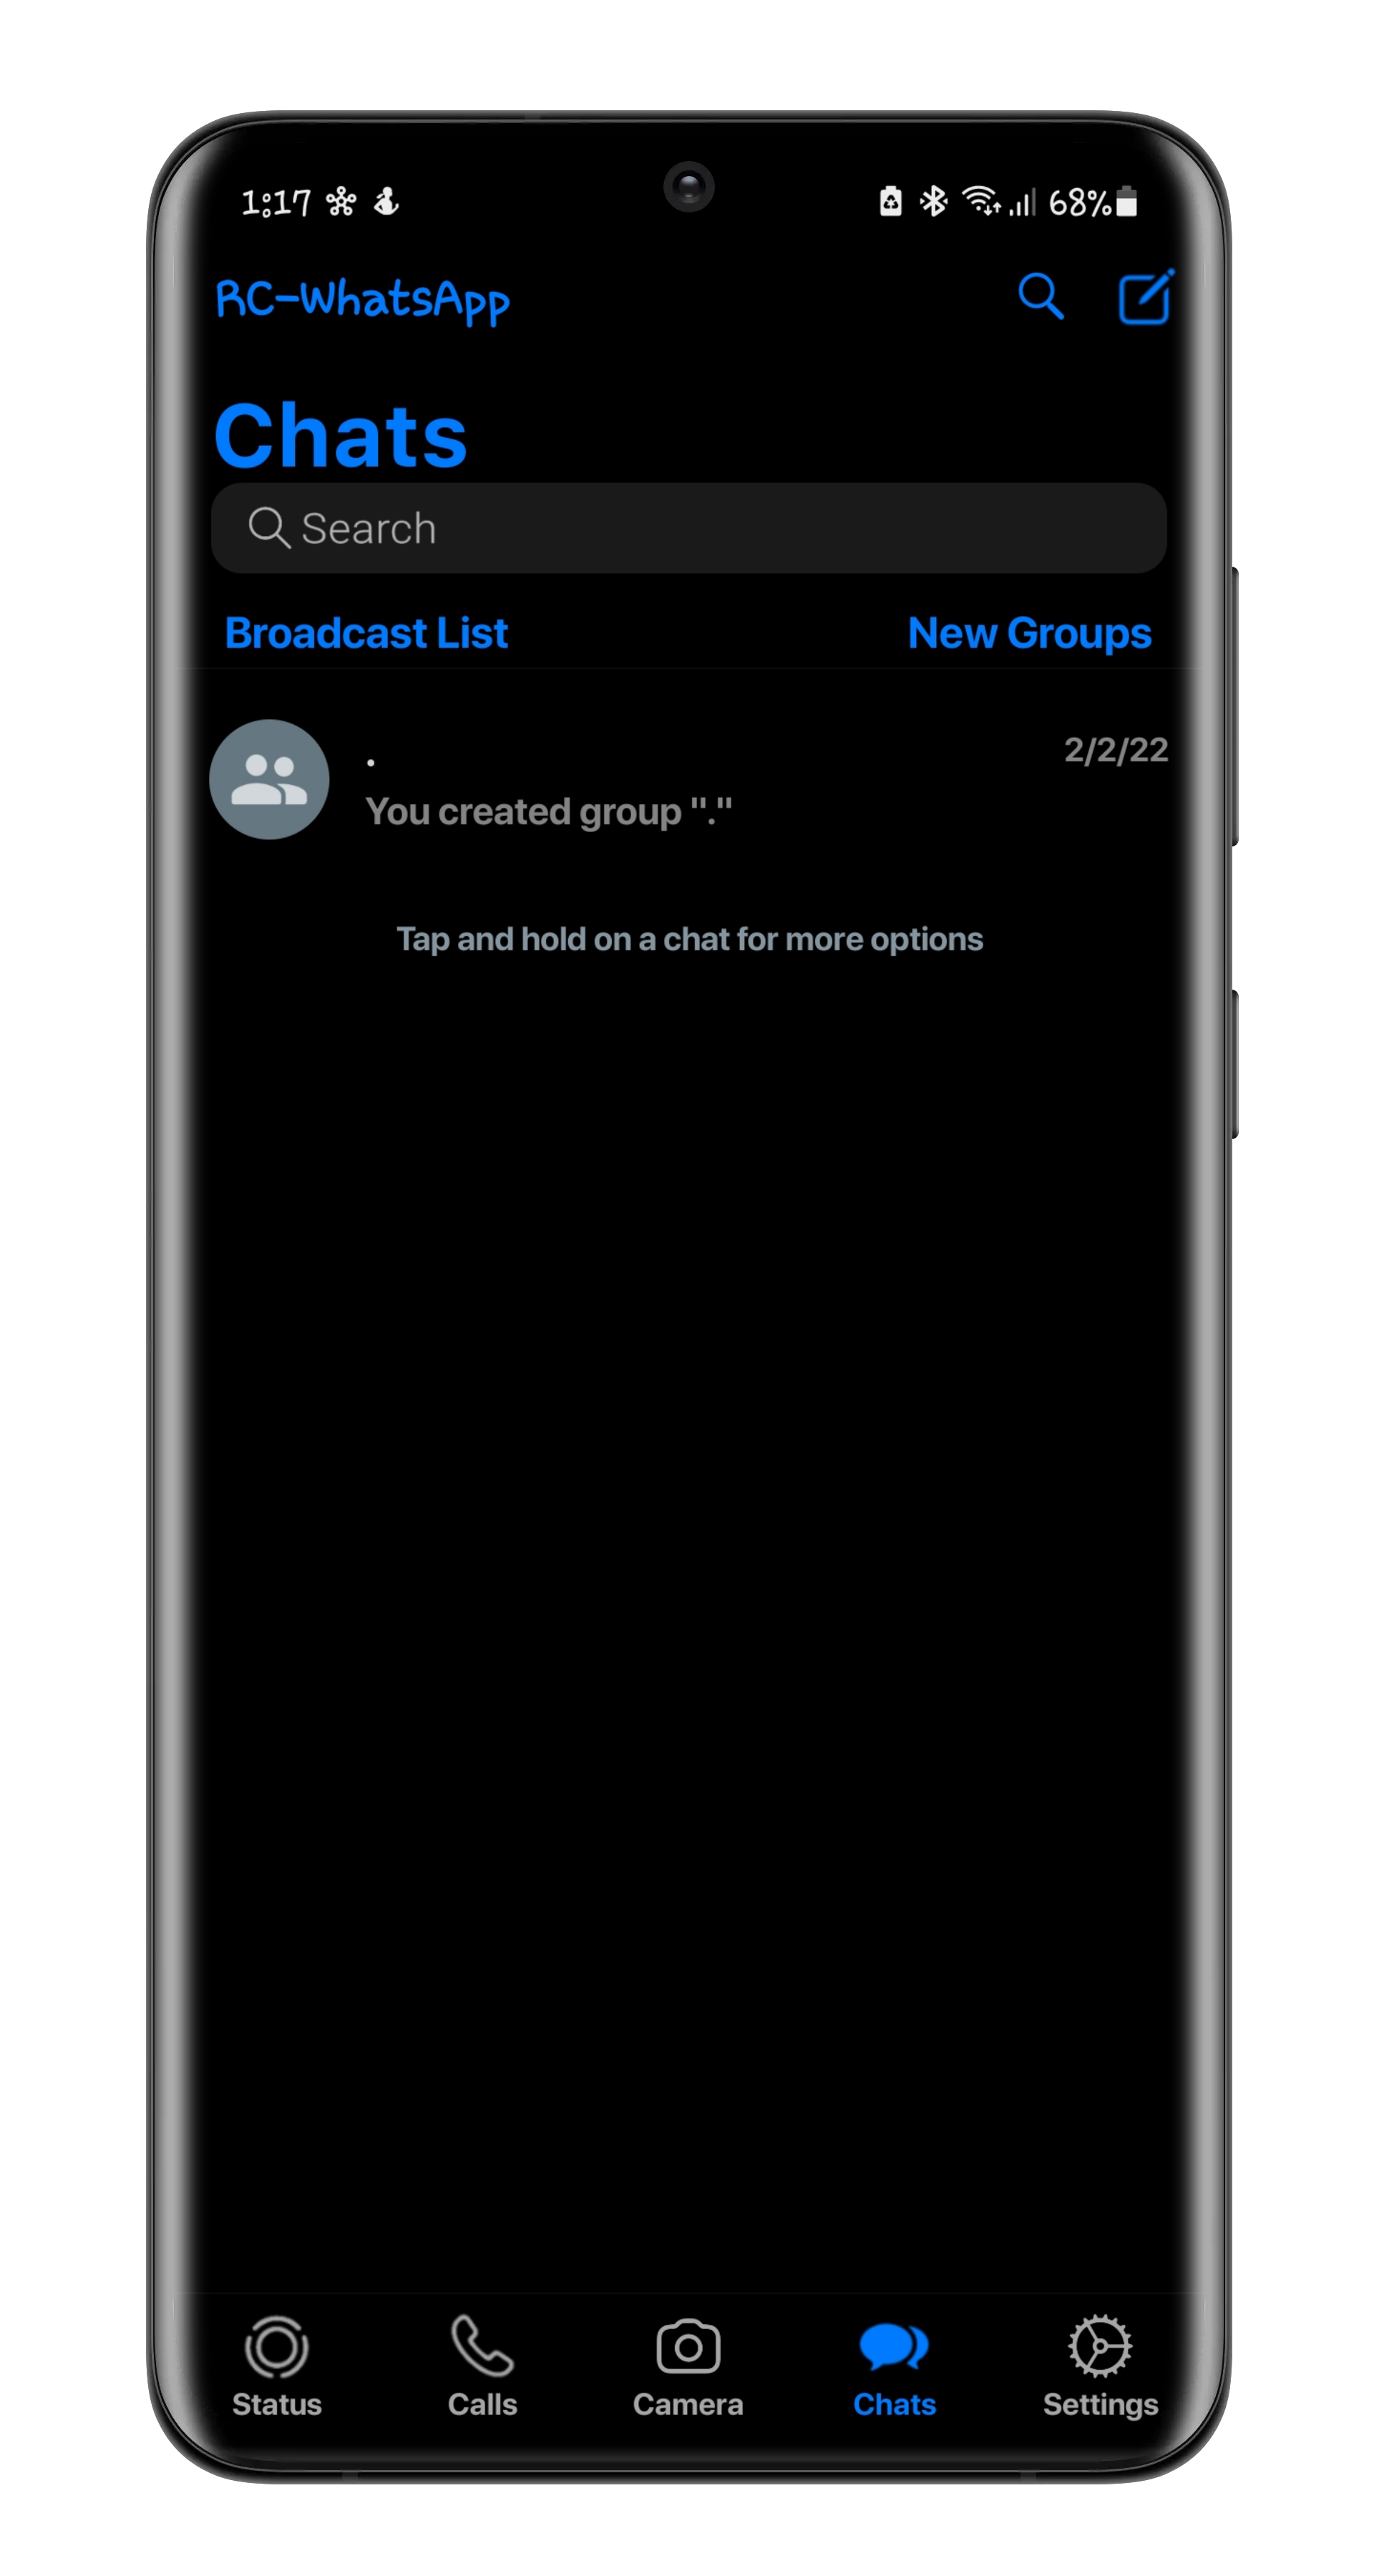 1:17 68%
RC-WhatsApp
Chats
Search
Broadcast List New Groups
. 2/2/22
You created group "."
Tap and hold on a chat for more options
Status Calls Camera Chats Settings